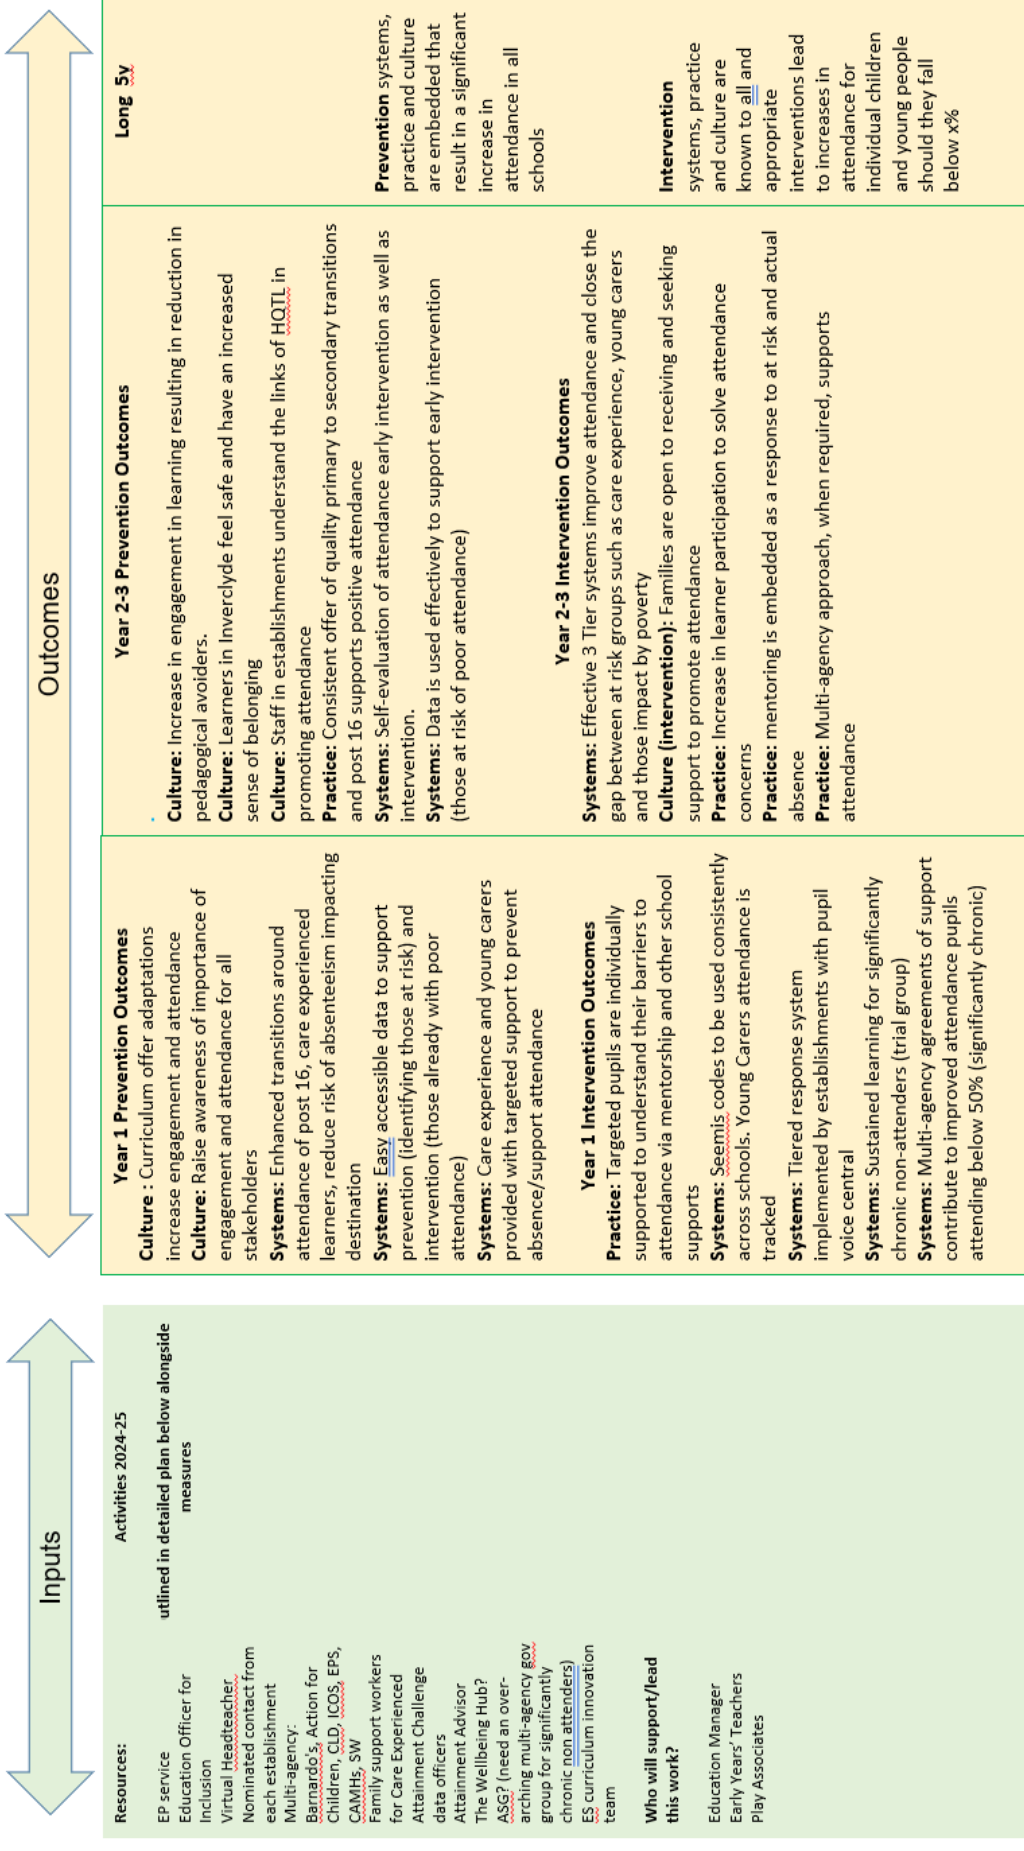 Inputs
Outcomes
Resources:
EP service
Education Officer for
Inclusion
Virtual Headteacher
Nominated contact from
each establishment
Multi-agency:
Barnardo's, Action for
Children, CLD, ICOS, EPS,
CAMHs, SW
Family support workers
for Care Experienced
Attainment Challenge
data officers
Attainment Advisor
The Wellbeing Hub?
ASG? (need an over-
arching multi-agency gov
group for significantly
chronic non attenders)
ES curriculum innovation
team
Who will support/lead
this work?
Education Manager
Early Years' Teachers
Play Associates
Activities 2024-25
utlined in detailed plan below alongside
measures
Year 1 Prevention Outcomes
Culture : Curriculum offer adaptations
increase engagement and attendance
Culture: Raise awareness of importance of
engagement and attendance for all
stakeholders
Systems: Enhanced transitions around
attendance of post 16, care experienced
learners, reduce risk of absenteeism impacting
destination
Systems: Easy accessible data to support
prevention (identifying those at risk) and
intervention (those already with poor
attendance)
Systems: Care experience and young carers
provided with targeted support to prevent
absence/support attendance
Year 1 Intervention Outcomes
Practice: Targeted pupils are individually
supported to understand their barriers to
attendance via mentorship and other school
supports
Systems: Seemis codes to be used consistently
across schools. Young Carers attendance is
tracked
Systems: Tiered response system
implemented by establishments with pupil
voice central
Systems: Sustained learning for significantly
chronic non-attenders (trial group)
Systems: Multi-agency agreements of support
contribute to improved attendance pupils
attending below 50% (significantly chronic)
Year 2-3 Prevention Outcomes
Culture: Increase in engagement in learning resulting in reduction in
pedagogical avoiders.
Culture: Learners in Inverclyde feel safe and have an increased
sense of belonging
Culture: Staff in establishments understand the links of HQTL in
promoting attendance
Practice: Consistent offer of quality primary to secondary transitions
and post 16 supports positive attendance
Systems: Self-evaluation of attendance early intervention as well as
intervention.
Systems: Data is used effectively to support early intervention
(those at risk of poor attendance)
Year 2-3 Intervention Outcomes
Systems: Effective 3 Tier systems improve attendance and close the
gap between at risk groups such as care experience, young carers
and those impact by poverty
Culture (intervention): Families are open to receiving and seeking
support to promote attendance
Practice: Increase in learner participation to solve attendance
concerns
Practice: mentoring is embedded as a response to at risk and actual
absence
Practice: Multi-agency approach, when required, supports
attendance
Long 5y
Prevention systems,
practice and culture
are embedded that
result in a significant
increase in
attendance in all
schools
Intervention
systems, practice
and culture are
known to all and
appropriate
interventions lead
to increases in
attendance for
individual children
and young people
should they fall
below x%